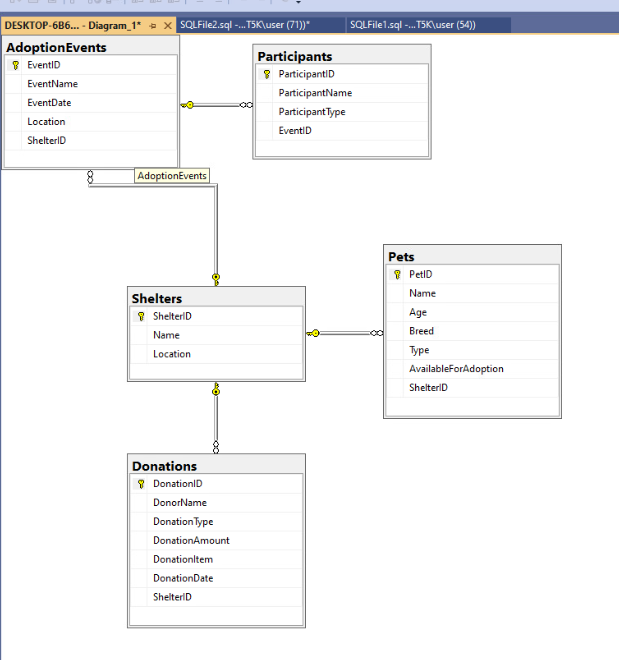 DESKTOP-6B6... - Diagram_1*
SQLFile2.sql -...T5K\user (71))*
SQLFile1.sql -...T5K\user (54))
AdoptionEvents
EventID
EventName
EventDate
Location
ShelterID
Participants
ParticipantID
ParticipantName
ParticipantType
EventID
AdoptionEvents
Shelters
ShelterID
Name
Location
Pets
PetID
Name
Age
Breed
Type
AvailableForAdoption
ShelterID
Donations
DonationID
DonorName
DonationType
DonationAmount
DonationItem
DonationDate
ShelterID